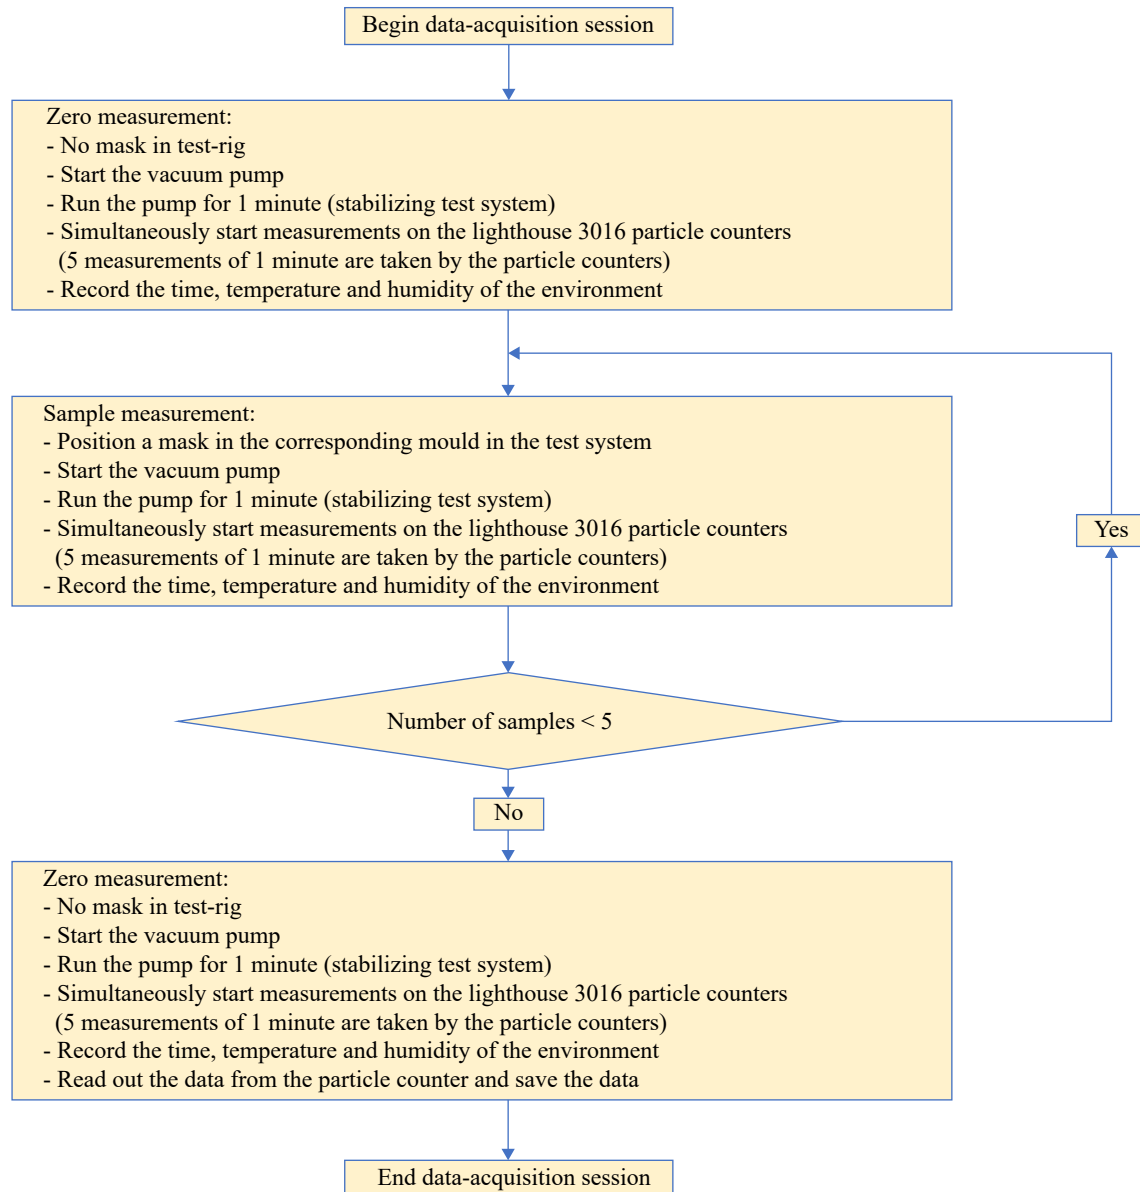 Begin data-acquisition session
Zero measurement:
- No mask in test-rig
- Start the vacuum pump
- Run the pump for 1 minute (stabilizing test system)
- Simultaneously start measurements on the lighthouse 3016 particle counters
(5 measurements of 1 minute are taken by the particle counters)
- Record the time, temperature and humidity of the environment
Sample measurement:
- Position a mask in the corresponding mould in the test system
- Start the vacuum pump
- Run the pump for 1 minute (stabilizing test system)
- Simultaneously start measurements on the lighthouse 3016 particle counters
(5 measurements of 1 minute are taken by the particle counters)
- Record the time, temperature and humidity of the environment
Yes
Number of samples < 5
No
Zero measurement:
- No mask in test-rig
- Start the vacuum pump
- Run the pump for 1 minute (stabilizing test system)
- Simultaneously start measurements on the lighthouse 3016 particle counters
(5 measurements of 1 minute are taken by the particle counters)
- Record the time, temperature and humidity of the environment
- Read out the data from the particle counter and save the data
End data-acquisition session